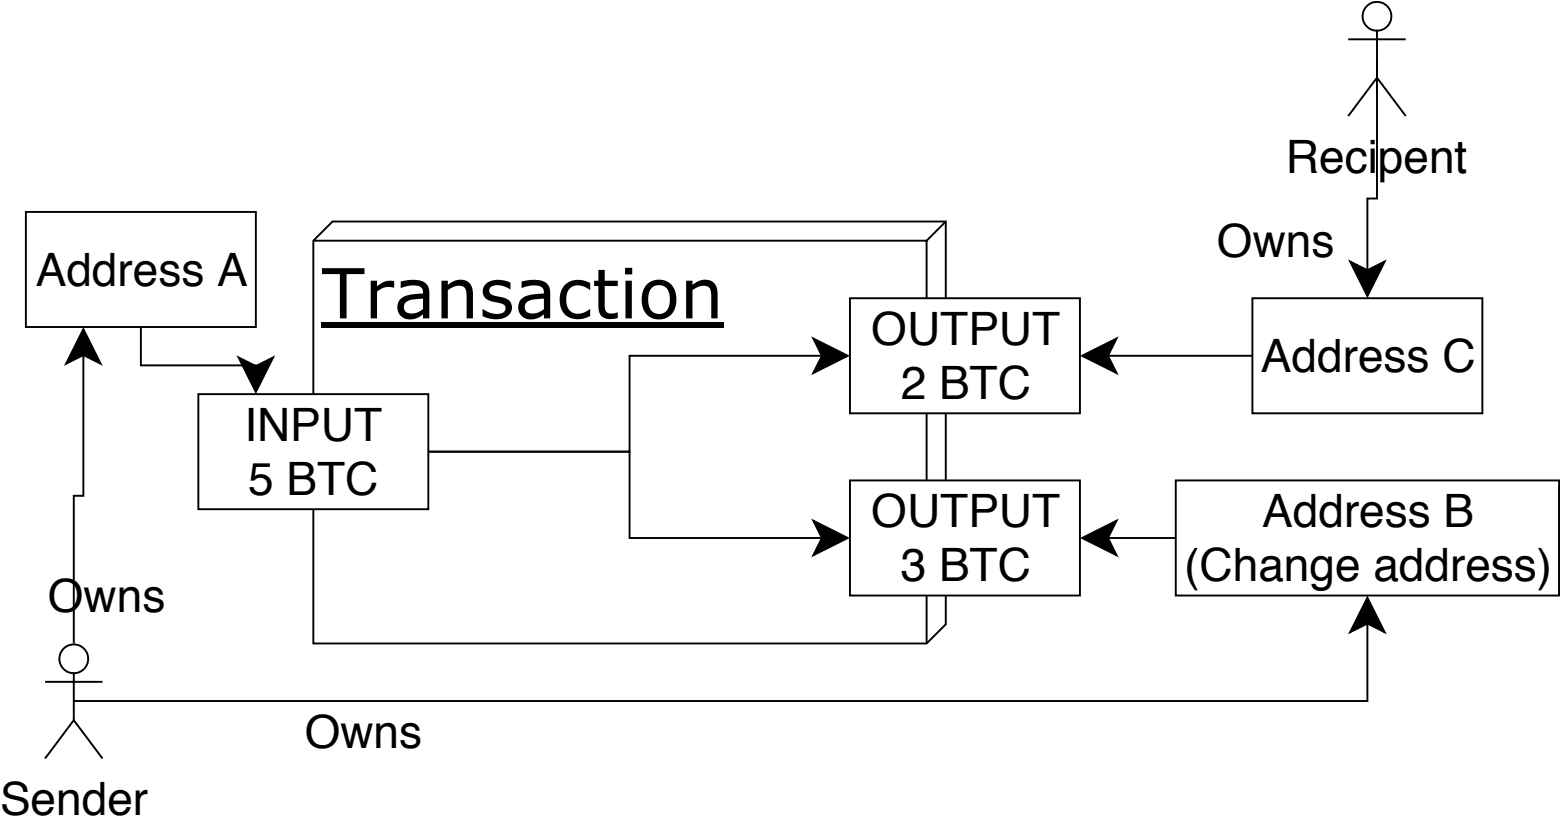 Recipent
Owns
Address A
Transaction
OUTPUT
2 BTC
Address C
INPUT
5 BTC
OUTPUT
3 BTC
Address B
(Change address)
Owns
Owns
Sender